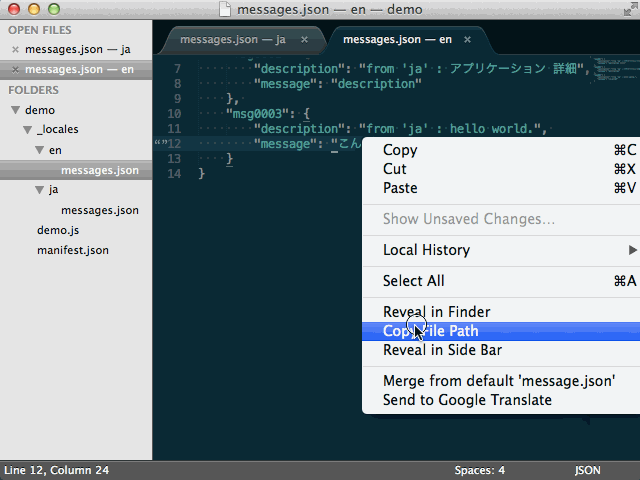 messages.json — en — demo
OPEN FILES
× messages.json — ja
× messages.json — en
FOLDERS
▼ demo
▼ _locales
▼ en
messages.json
▼ ja
messages.json
demo.js
manifest.json
messages.json — ja ×
messages.json — en ×
7 "description": "from 'ja' : アプリケーション 詳細",
8 "message": "description"
9 },
10 "msg0003": {
11 "description": "from 'ja' : hello world.",
“” 12 "message": "こん
13 }
14 }
Copy ⌘C
Cut ⌘X
Paste ⌘V
Show Unsaved Changes...
Local History ▶
Select All ⌘A
Reveal in Finder
Copy File Path
Reveal in Side Bar
Merge from default 'message.json'
Send to Google Translate
Line 12, Column 24
Spaces: 4
JSON